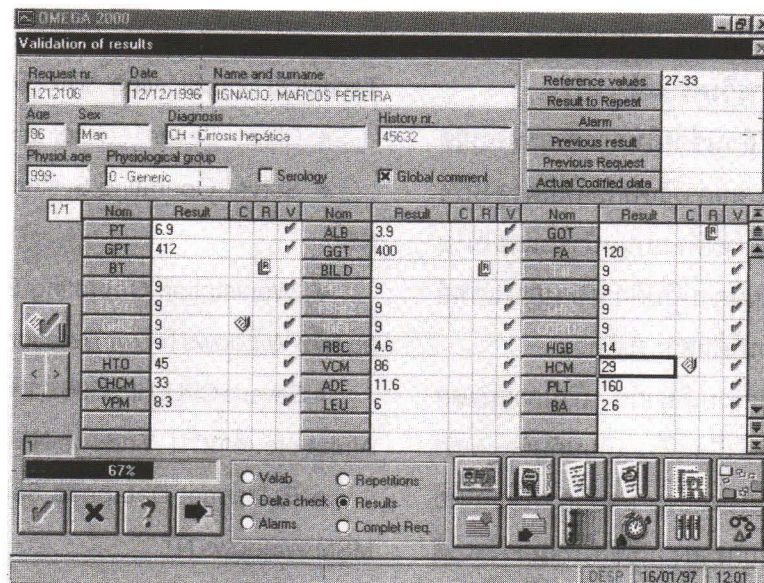 OMEGA 2000
Validation of results
Request nr. Date Name and surname
1212106 12/12/1996 IGNACIO, MARCOS PEREIRA
Age Sex Diagnosis History nr.
86 Man CH - Cirrosis hepática 45632
Physiol.age Physiological group
999- 0 - Generic Serology Global comment
Reference values 27-33
Result to Repeat
Alarm
Previous result
Previous Request
Actual Codified data
1/1 Nom Result C R V Nom Result C R V Nom Result C R V
PT 6.9 ALB 3.9 GOT R
GPT 412 GGT 400 FA 120
BT R BIL D R 9
9 9 9
9 9 9
9 9 9
9 RBC 4.6 HGB 14
HTO 45 VCM 86 HCM 29
CHCM 33 ADE 11.6 PLT 160
VPM 8.3 LEU 6 BA 2.6
1
67%
Valab Repetitions
Delta check Results
Alarms Complet Req.
DESP 16/01/97 12:01